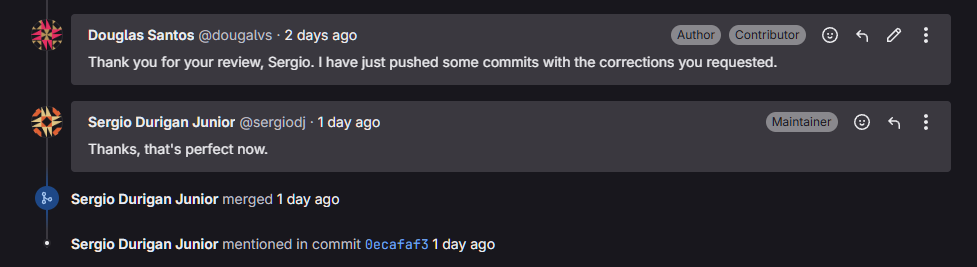 Douglas Santos @dougalvs · 2 days ago Author Contributor
Thank you for your review, Sergio. I have just pushed some commits with the corrections you requested.
Sergio Durigan Junior @sergiodj · 1 day ago Maintainer
Thanks, that's perfect now.
Sergio Durigan Junior merged 1 day ago
Sergio Durigan Junior mentioned in commit 0ecafaf3 1 day ago